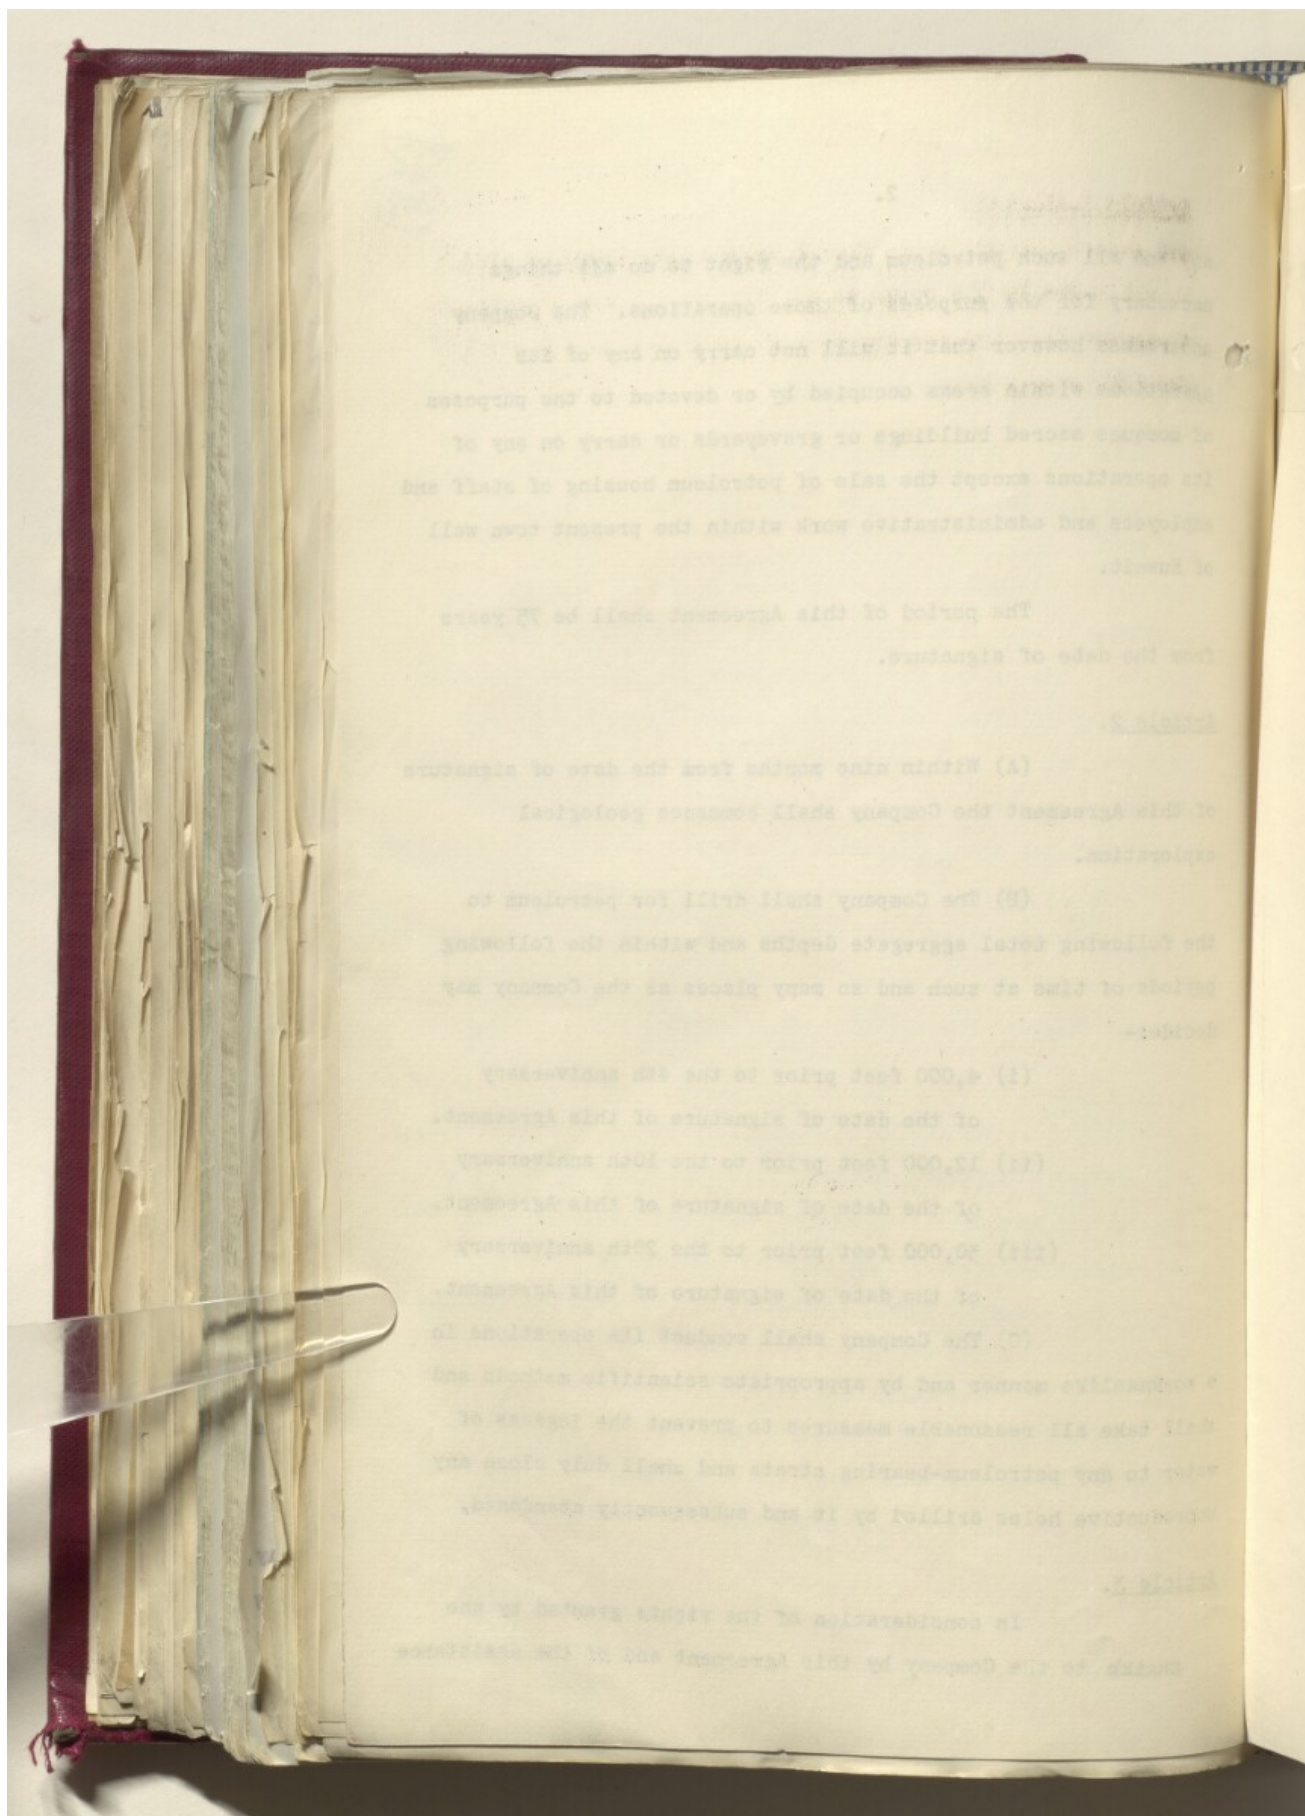 2.
all such petroleum and the right to do all things
necessary for the purposes of those operations. The Company
undertakes however that it will not carry on any of its
operations within areas occupied by or devoted to the purposes
of mosques sacred buildings or graveyards or carry on any of
its operations except the sale of petroleum housing of staff and
employees and administrative work within the present town wall
of Kuwait.
The period of this Agreement shall be 75 years
from the date of signature.
Article 2.
(A) Within nine months from the date of signature
of this Agreement the Company shall commence geological
exploration.
(B) The Company shall drill for petroleum to
the following total aggregate depths and within the following
periods of time at such and so many places as the Company may
decide:-
(i) 4,000 feet prior to the 4th anniversary
of the date of signature of this Agreement.
(ii) 12,000 feet prior to the 10th anniversary
of the date of signature of this Agreement.
(iii) 30,000 feet prior to the 20th anniversary
of the date of signature of this Agreement.
(C) The Company shall conduct its operations in
a workmanlike manner and by appropriate scientific methods and
shall take all reasonable measures to prevent the ingress of
water to any petroleum-bearing strata and shall duly close any
unproductive holes drilled by it and subsequently abandoned.
Article 3.
In consideration of the rights granted by the
Shaikh to the Company by this Agreement and of the assistance